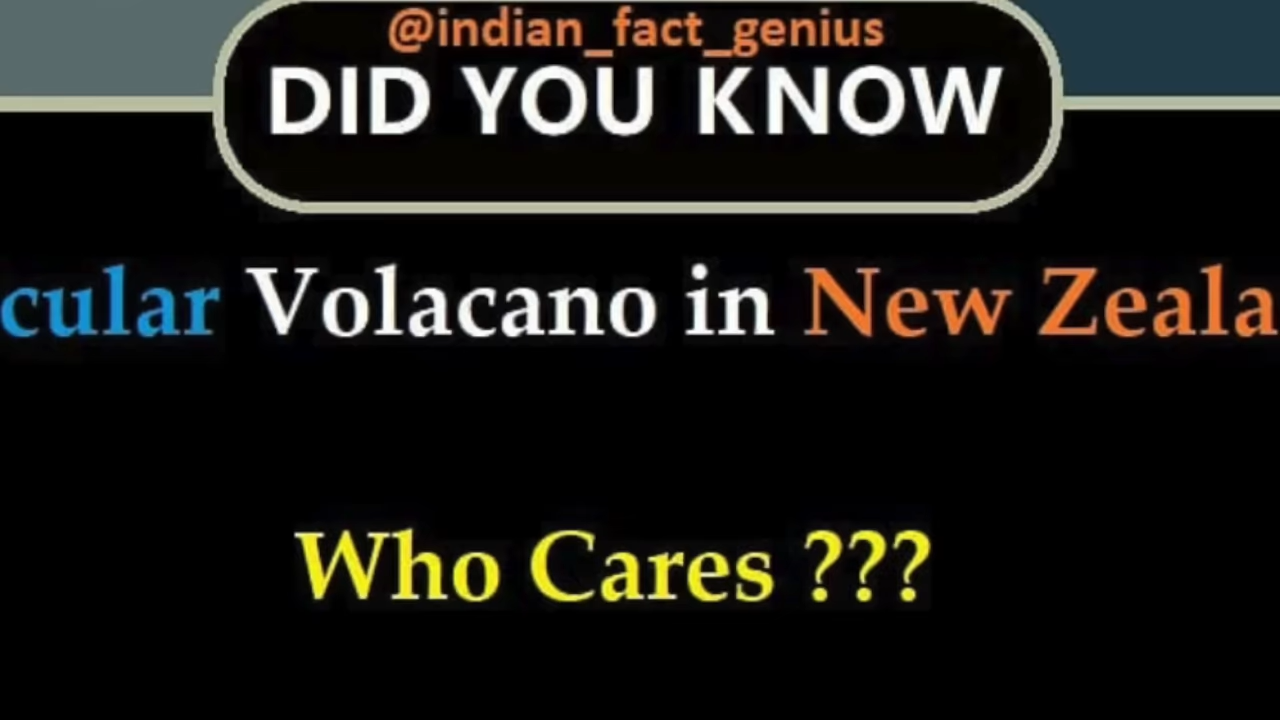 @indian_fact_genius
DID YOU KNOW
cular Volacano in New Zeala
Who Cares ???